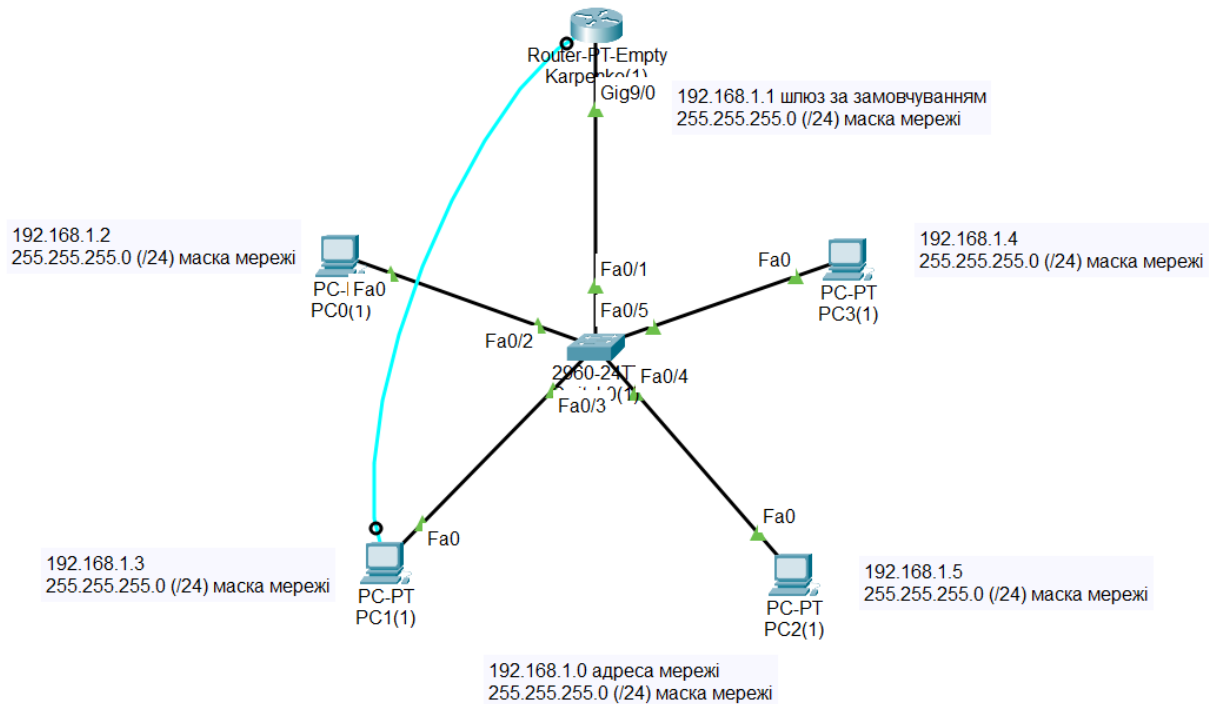 Router-PT-Empty
Karpenko(1)
Gig9/0
192.168.1.1 шлюз за замовчуванням
255.255.255.0 (/24) маска мережі
192.168.1.2
255.255.255.0 (/24) маска мережі
Fa0
PC0(1)
Fa0/1
Fa0/5
Fa0/2
Fa0
PC-PT
PC3(1)
192.168.1.4
255.255.255.0 (/24) маска мережі
2960-24T
Fa0/4
Fa0/3
192.168.1.3
255.255.255.0 (/24) маска мережі
Fa0
PC-PT
PC1(1)
Fa0
PC-PT
PC2(1)
192.168.1.5
255.255.255.0 (/24) маска мережі
192.168.1.0 адреса мережі
255.255.255.0 (/24) маска мережі